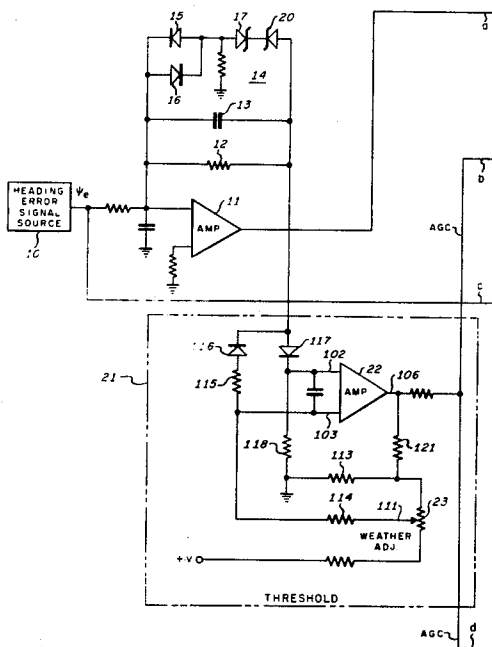 15
17
20
a
14
16
13
b
12
HEADING
ERROR
SIGNAL
SOURCE
10
Ψe
11
AMP
AGC
c
116
117
21
102
22
106
115
AMP
103
118
113
121
114
111
23
WEATHER
ADJ.
+V
THRESHOLD
AGC
d